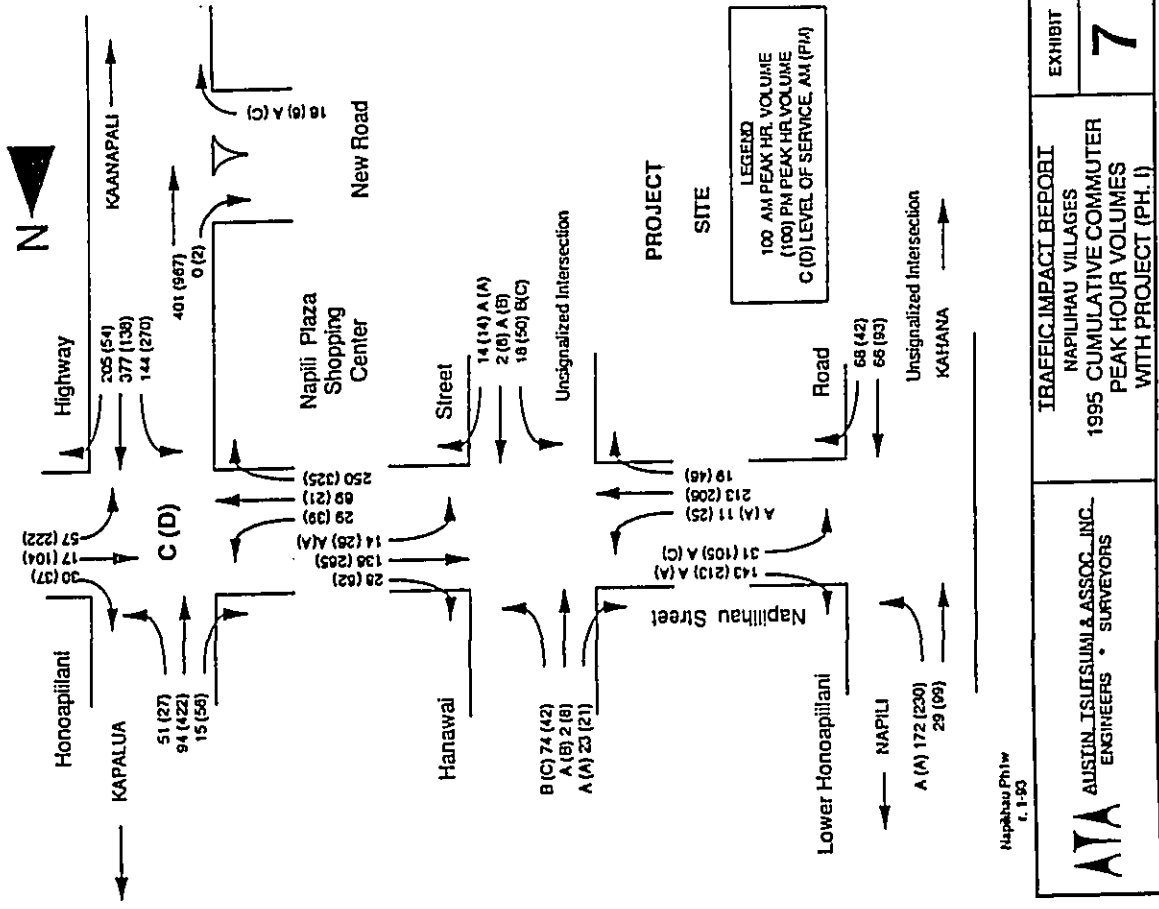 N
Honoapiilani
Highway
KAPALUA
KAANAPALI
30 (37)
17 (104)
57 (222)
C (D)
205 (54)
377 (138)
144 (270)
401 (967)
0 (2)
18 (6) A (C)
New Road
51 (27)
94 (422)
15 (56)
29 (39)
69 (21)
250 (325)
Napili Plaza
Shopping
Center
28 (62)
136 (265)
14 (26) A(A)
Hanawai
Street
14 (14) A (A)
2 (6) A (B)
18 (50) B(C)
Unsignalized Intersection
B (C) 74 (42)
A (B) 2 (8)
A (A) 23 (21)
A (A) 11 (25)
213 (206)
19 (46)
PROJECT
SITE
Napilihau Street
143 (213) A (A)
31 (105) A (C)
Lower Honoapiilani
Road
NAPILI
68 (42)
66 (93)
Unsignalized Intersection
KAHANA
A (A) 172 (230)
29 (99)
LEGEND
100 AM PEAK HR. VOLUME
(100) PM PEAK HR.VOLUME
C (D) LEVEL OF SERVICE, AM (PM)
Napilihau Ph1w
r. 1-93
ATA
AUSTIN, TSUTSUMI & ASSOC., INC.
ENGINEERS * SURVEYORS
TRAFFIC IMPACT REPORT
NAPILIHAU VILLAGES
1995 CUMULATIVE COMMUTER
PEAK HOUR VOLUMES
WITH PROJECT (PH. I)
EXHIBIT
7